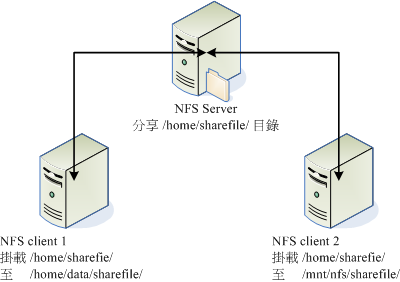 NFS Server
分享 /home/sharefile/ 目錄
NFS client 1
掛載 /home/sharefie/
至 /home/data/sharefile/
NFS client 2
掛載 /home/sharfie/
至 /mnt/nfs/sharefile/